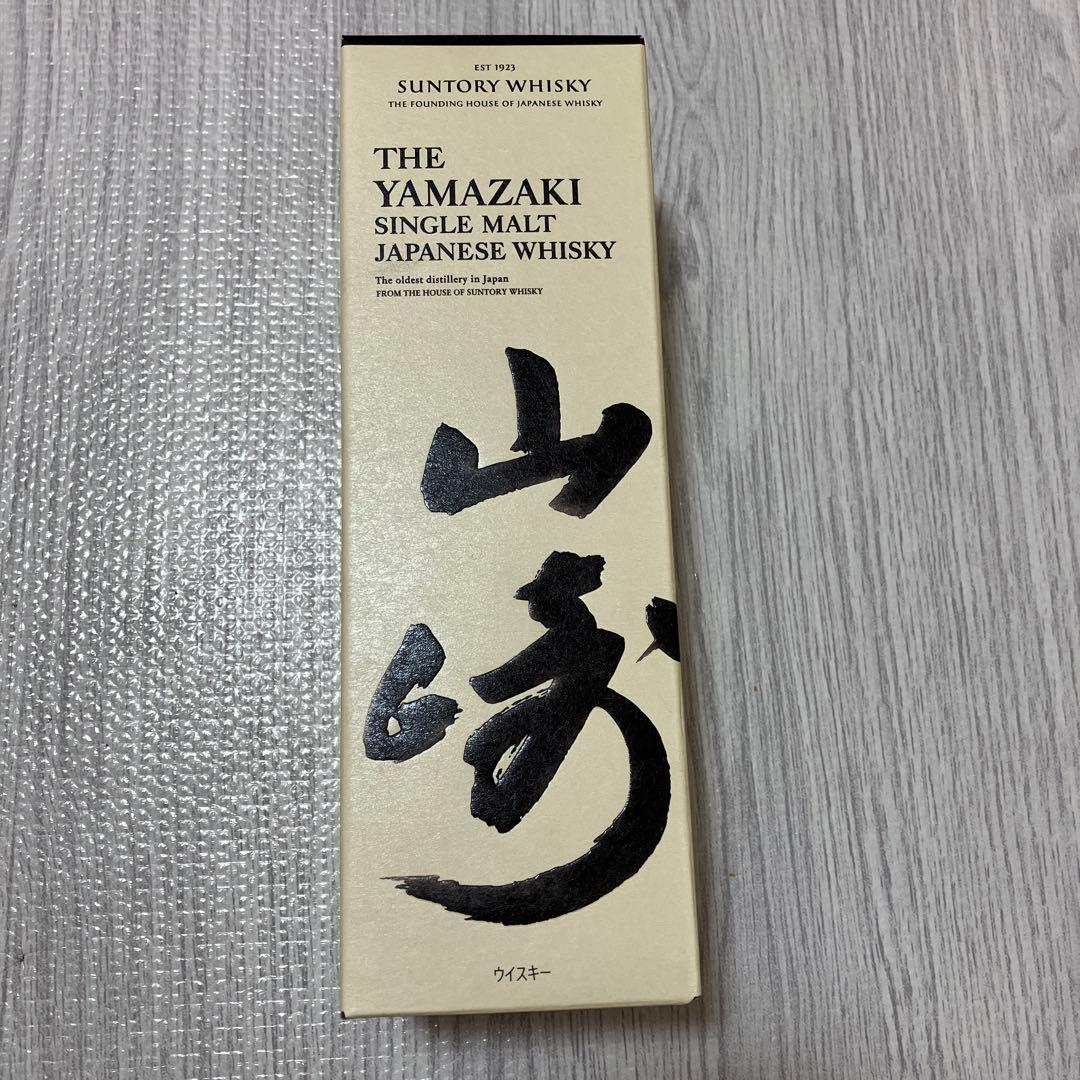 EST 1923
SUNTORY WHISKY
THE FOUNDING HOUSE OF JAPANESE WHISKY
THE
YAMAZAKI
SINGLE MALT
JAPANESE WHISKY
The oldest distillery in Japan
FROM THE HOUSE OF SUNTORY WHISKY
山
崎
ウイスキー